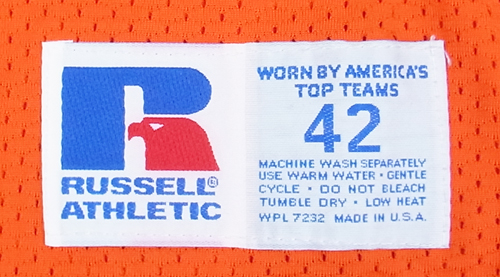 R
RUSSELL®
ATHLETIC
WORN BY AMERICA'S
TOP TEAMS
42
MACHINE WASH SEPARATELY
USE WARM WATER • GENTLE
CYCLE • DO NOT BLEACH
TUMBLE DRY • LOW HEAT
WPL 7232 MADE IN U.S.A.